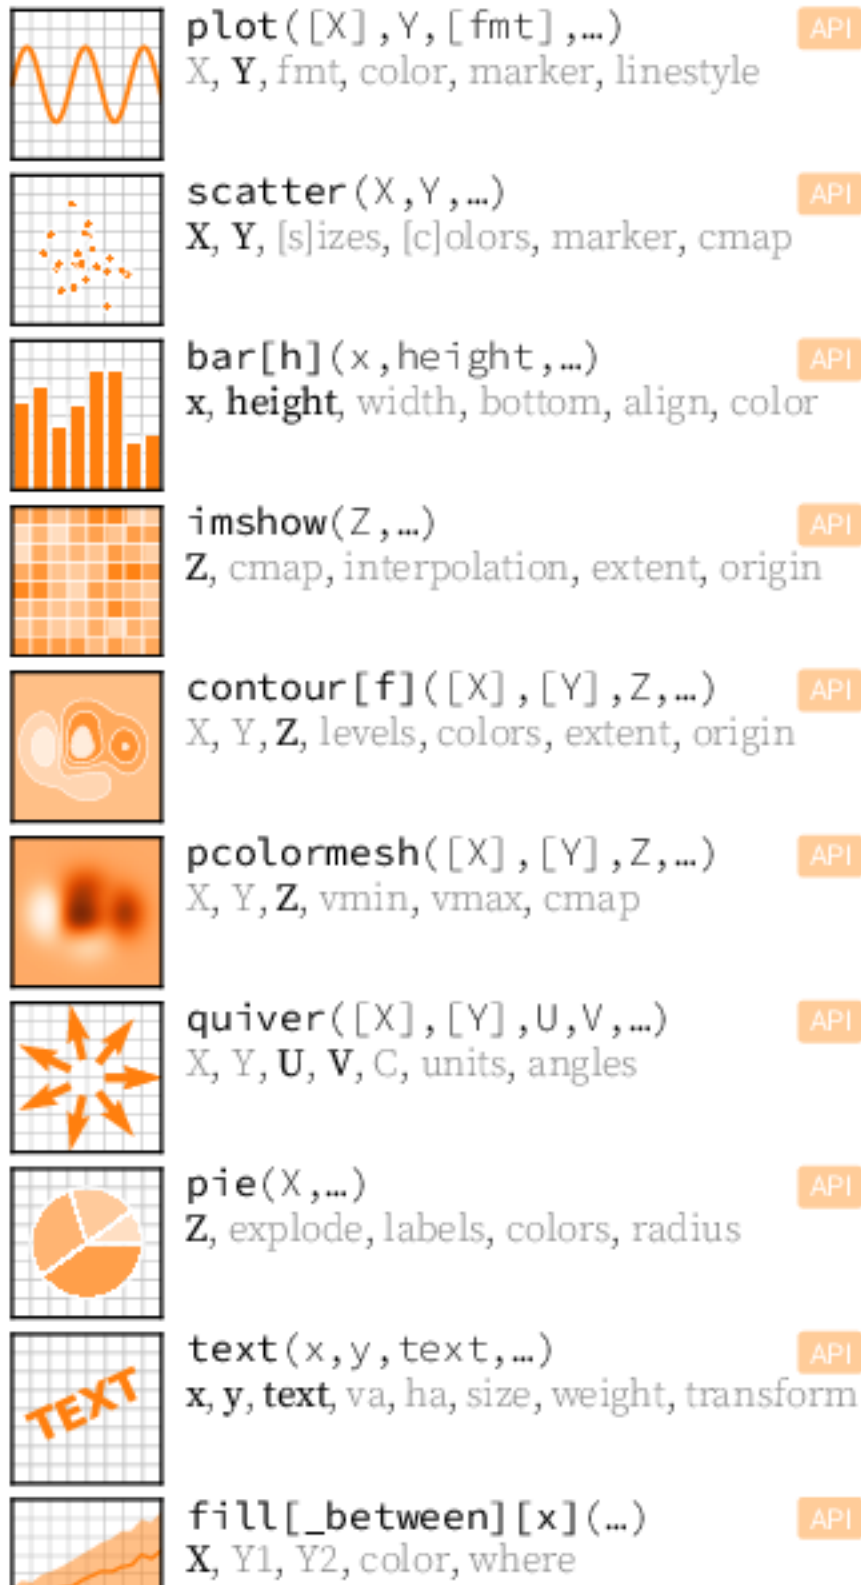 plot([X],Y,[fmt],…) API
X, Y, fmt, color, marker, linestyle
scatter(X,Y,…) API
X, Y, [s]izes, [c]olors, marker, cmap
bar[h](x,height,…) API
x, height, width, bottom, align, color
imshow(Z,…) API
Z, cmap, interpolation, extent, origin
contour[f]([X],[Y],Z,…) API
X, Y, Z, levels, colors, extent, origin
pcolormesh([X],[Y],Z,…) API
X, Y, Z, vmin, vmax, cmap
quiver([X],[Y],U,V,…) API
X, Y, U, V, C, units, angles
pie(X,…) API
Z, explode, labels, colors, radius
text(x,y,text,…) API
TEXT
x, y, text, va, ha, size, weight, transform
fill[_between][x](…) API
X, Y1, Y2, color, where